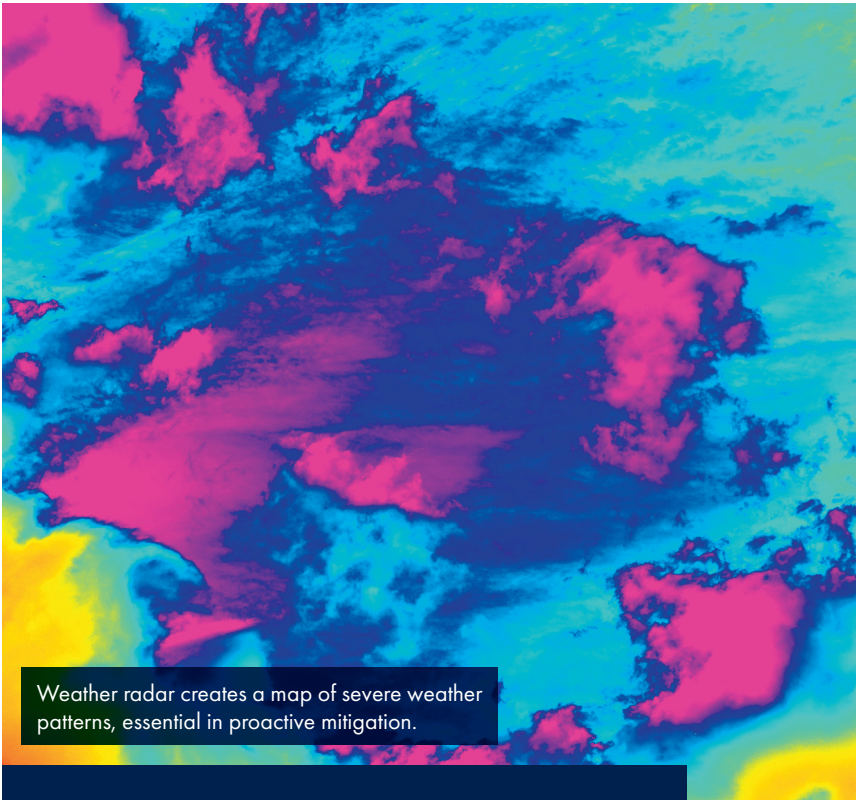 Weather radar creates a map of severe weather
patterns, essential in proactive mitigation.